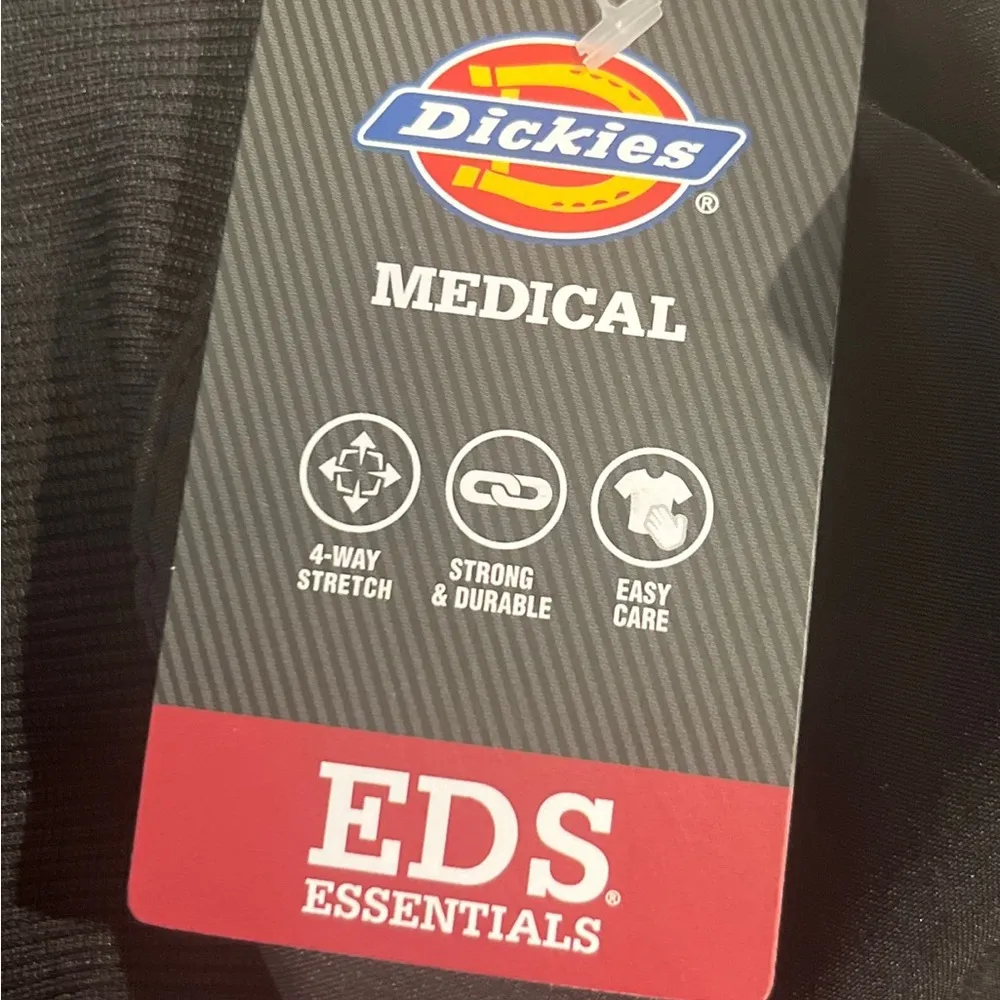 Dickies®
MEDICAL
4-WAY
STRETCH
STRONG
& DURABLE
EASY
CARE
EDS®
ESSENTIALS